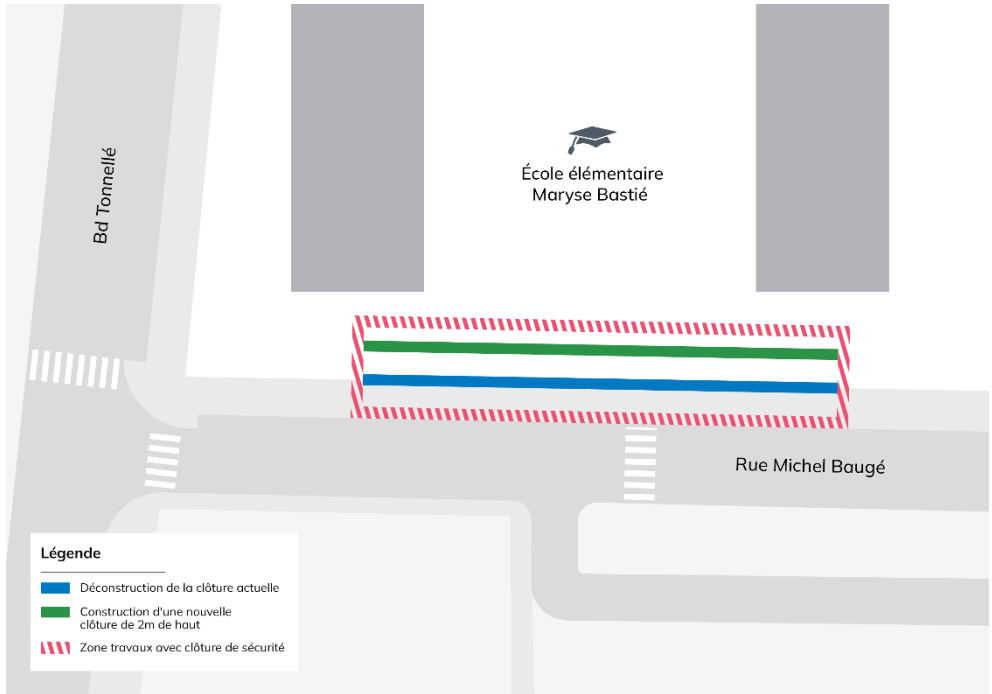 Bd Tonnellé
École élémentaire
Maryse Bastié
Rue Michel Baugé
Légende
Déconstruction de la clôture actuelle
Construction d'une nouvelle
clôture de 2m de haut
Zone travaux avec clôture de sécurité